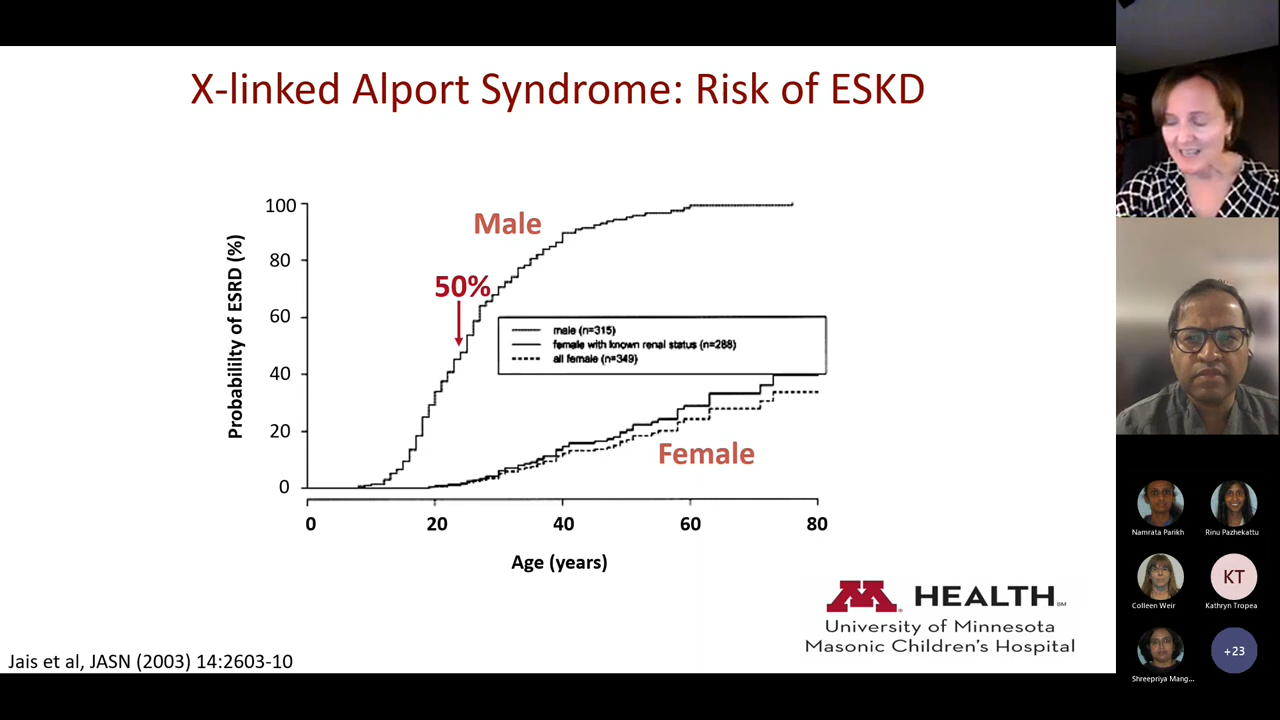 X-linked Alport Syndrome: Risk of ESKD
Probability of ESRD (%)
100
80
60
40
20
0
Male
50%
male (n=315)
female with known renal status (n=288)
all female (n=349)
Female
0 20 40 60 80
Age (years)
M HEALTH SM
University of Minnesota
Masonic Children's Hospital
Jais et al, JASN (2003) 14:2603-10
Namrata Parikh
Rinu Pazhekattu
Colleen Weir
KT
Kathryn Tropea
Shreepriya Mang...
+23